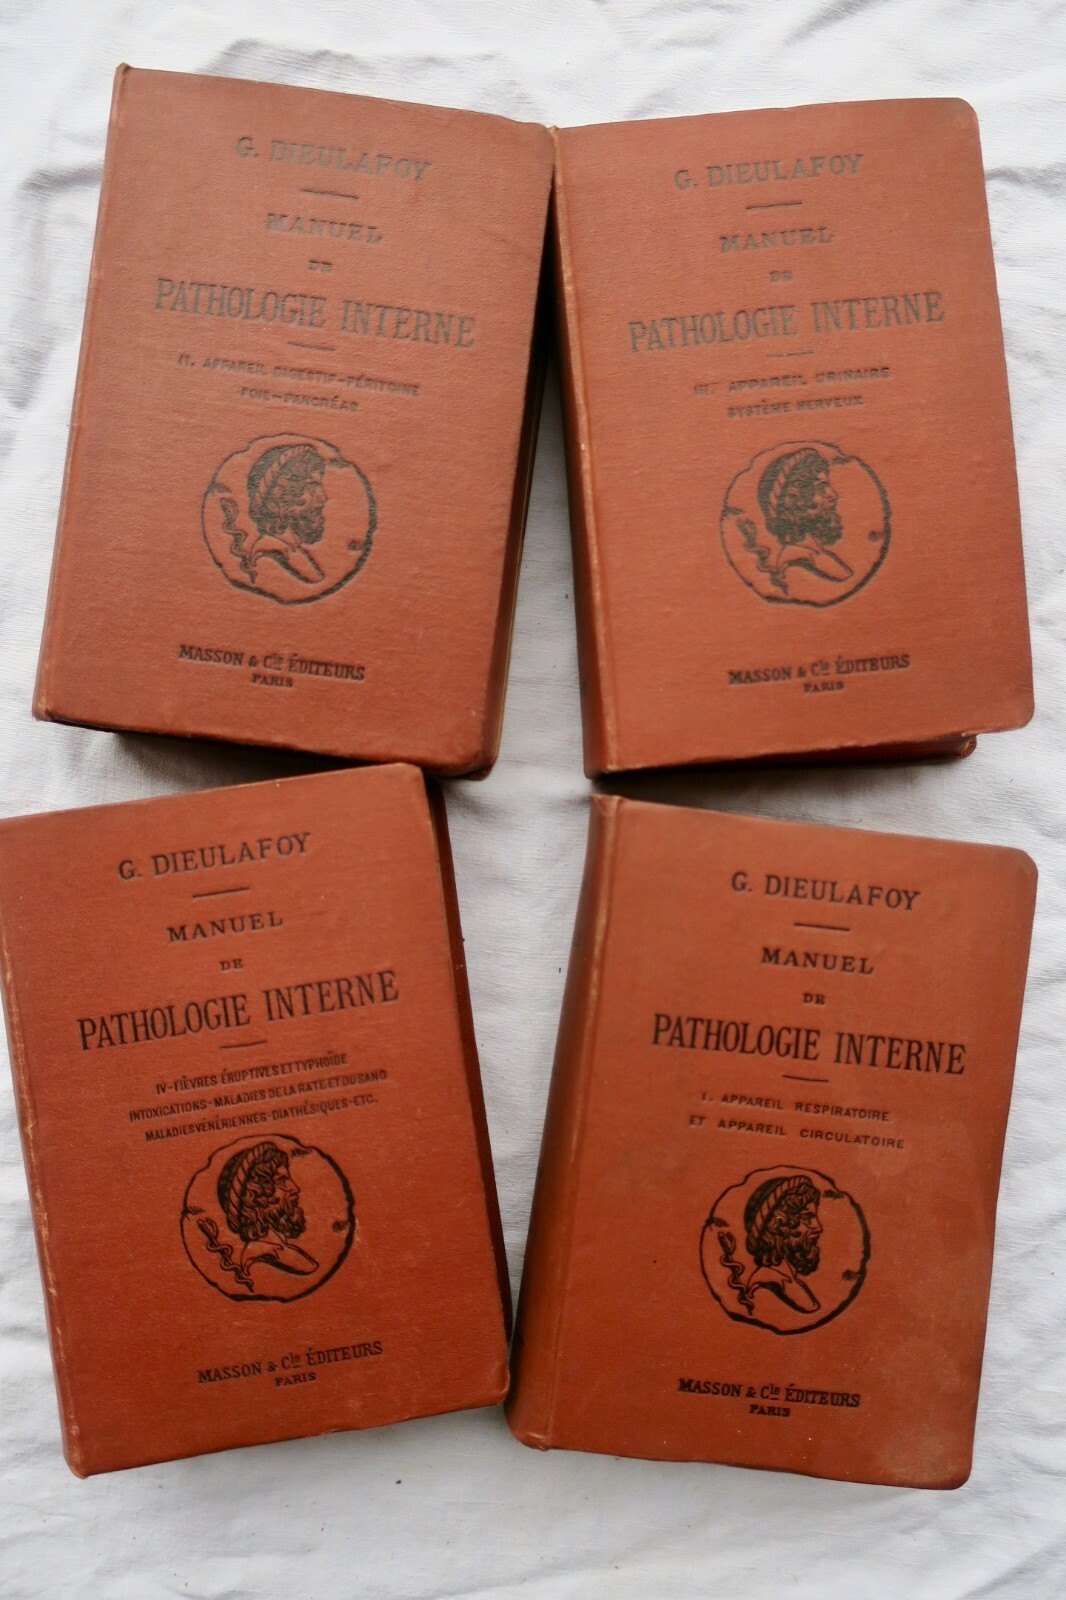 G. DIEULAFOY
MANUEL
DE
PATHOLOGIE INTERNE
II. APPAREIL DIGESTIF-PÉRITOINE
FOIE-PANCRÉAS
MASSON & Cie ÉDITEURS
PARIS
G. DIEULAFOY
MANUEL
DE
PATHOLOGIE INTERNE
III. APPAREIL URINAIRE
SYSTÈME NERVEUX
MASSON & Cie ÉDITEURS
PARIS
G. DIEULAFOY
MANUEL
DE
PATHOLOGIE INTERNE
IV-FIÈVRES ÉRUPTIVES ET TYPHOÏDE
INTOXICATIONS-MALADIES DE LA RATE ET DU SANG
MALADIES VÉNÉRIENNES-DIATHÉSIQUES-ETC.
MASSON & Cie ÉDITEURS
PARIS
G. DIEULAFOY
MANUEL
DE
PATHOLOGIE INTERNE
I. APPAREIL RESPIRATOIRE
ET APPAREIL CIRCULATOIRE
MASSON & Cie ÉDITEURS
PARIS